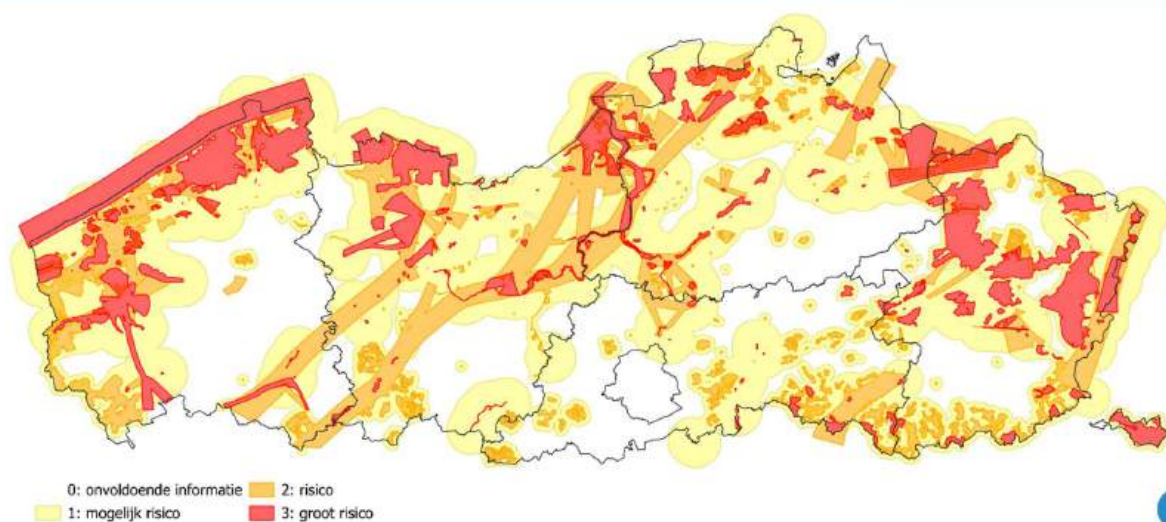 0: onvoldoende informatie
2: risico
1: mogelijk risico
3: groot risico